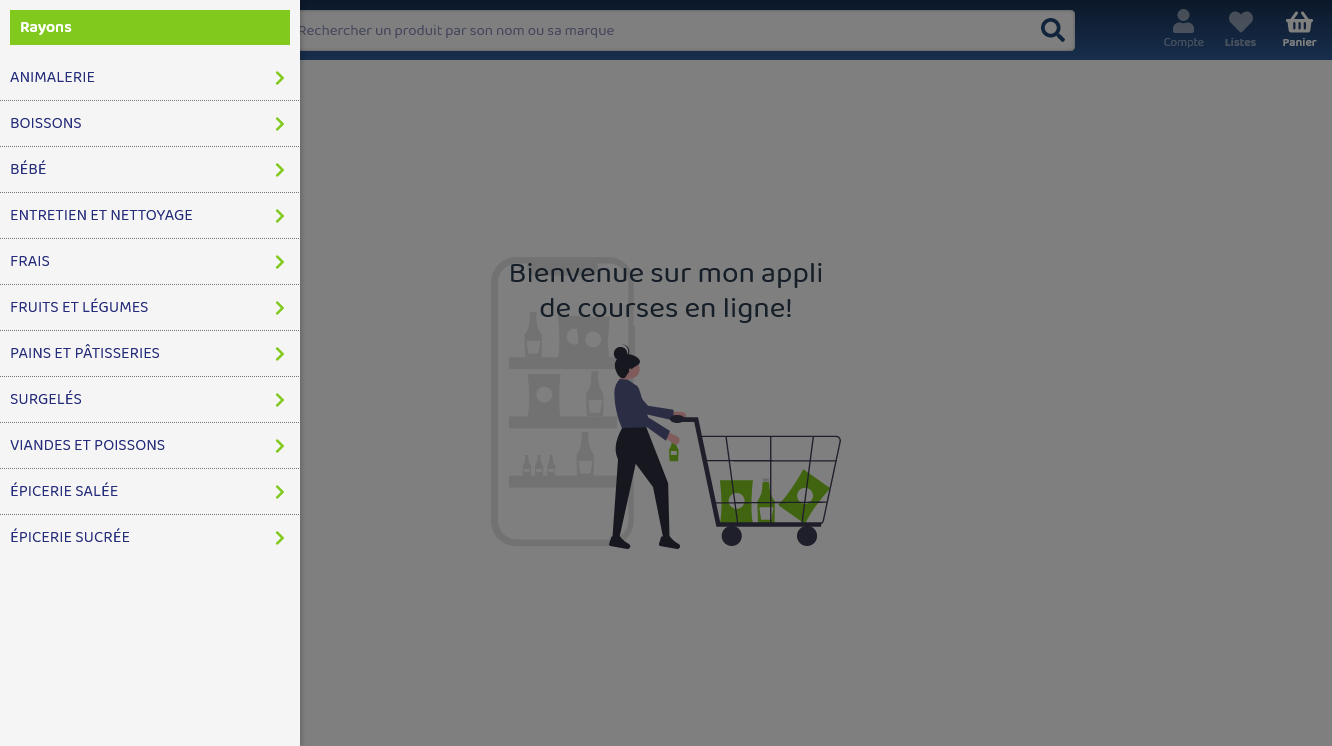 Rayons
ANIMALERIE
BOISSONS
BÉBÉ
ENTRETIEN ET NETTOYAGE
FRAIS
FRUITS ET LÉGUMES
PAINS ET PÂTISSERIES
SURGELÉS
VIANDES ET POISSONS
ÉPICERIE SALÉE
ÉPICERIE SUCRÉE
Rechercher un produit par son nom ou sa marque
Compte
Listes
Panier
Bienvenue sur mon appli
de courses en ligne!